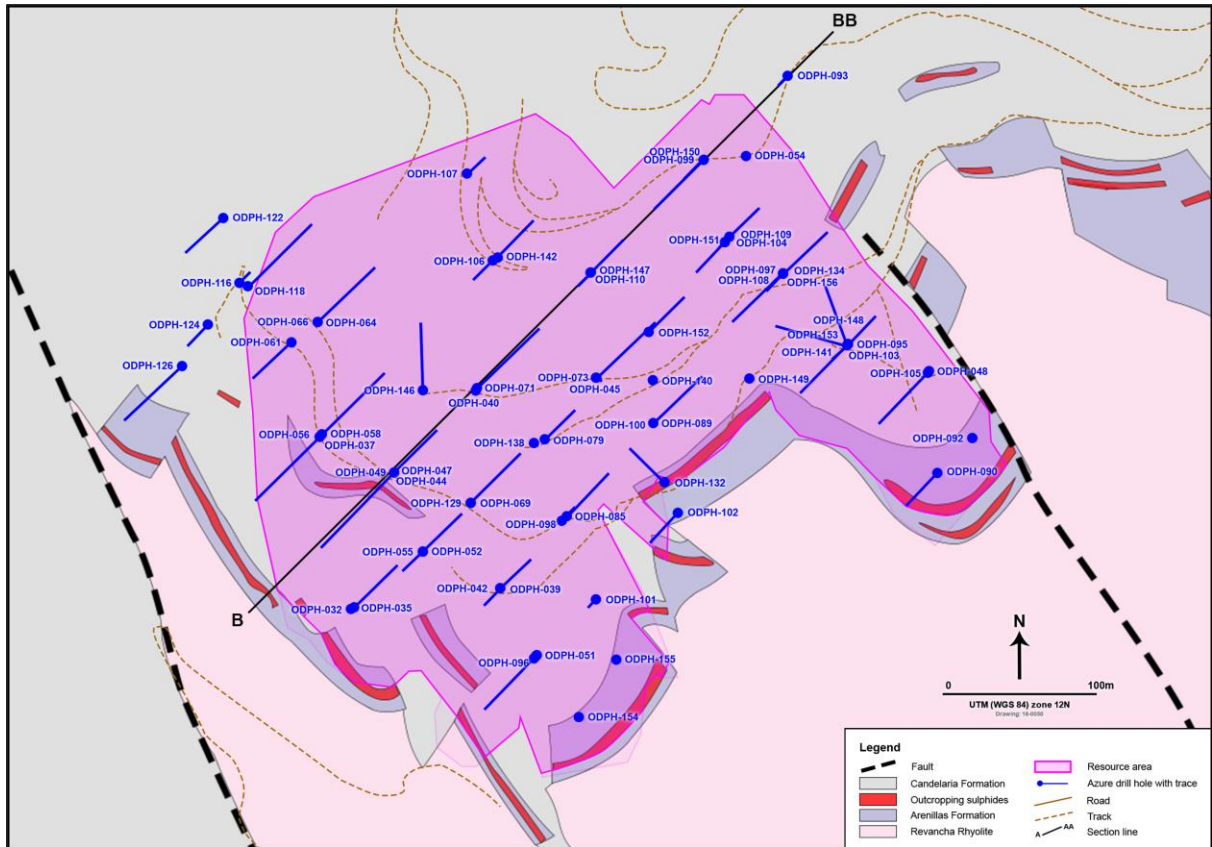 BB
ODPH-093
ODPH-150
ODPH-099
ODPH-054
ODPH-107
ODPH-122
ODPH-109
ODPH-151
ODPH-104
ODPH-106
ODPH-142
ODPH-147
ODPH-110
ODPH-097
ODPH-134
ODPH-108
ODPH-156
ODPH-116
ODPH-118
ODPH-124
ODPH-066
ODPH-064
ODPH-061
ODPH-152
ODPH-148
ODPH-153
ODPH-095
ODPH-141
ODPH-103
ODPH-126
ODPH-146
ODPH-071
ODPH-040
ODPH-073
ODPH-045
ODPH-140
ODPH-149
ODPH-105
ODPH-048
ODPH-056
ODPH-058
ODPH-037
ODPH-138
ODPH-079
ODPH-100
ODPH-089
ODPH-092
ODPH-049
ODPH-047
ODPH-044
ODPH-090
ODPH-132
ODPH-129
ODPH-069
ODPH-098
ODPH-085
ODPH-102
ODPH-055
ODPH-052
ODPH-042
ODPH-039
ODPH-101
ODPH-032
ODPH-035
B
ODPH-096
ODPH-051
ODPH-155
ODPH-154
N
0 100m
UTM (WGS 84) zone 12N
Legend
Fault
Candelaria Formation
Outcropping sulphides
Arenillas Formation
Revancha Rhyolite
Resource area
Azure drill hole with trace
Road
Track
A AA Section line